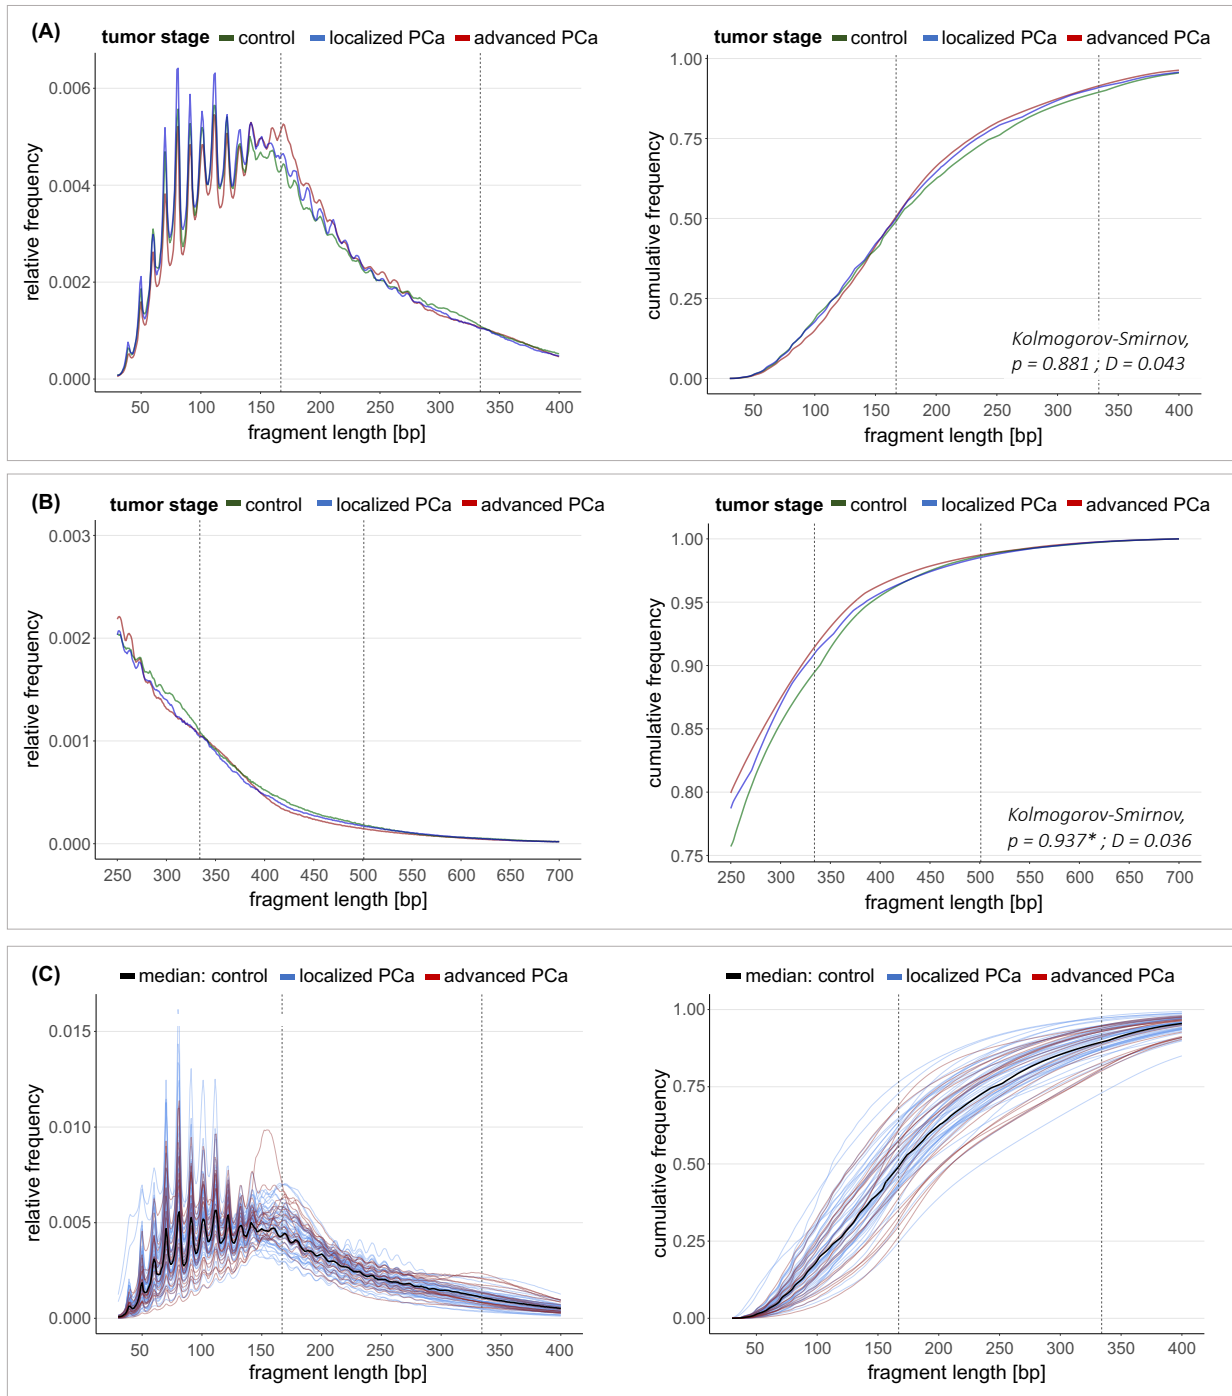 (A)
tumor stage control localized PCa advanced PCa
relative frequency
0.006
0.004
0.002
0.000
50 100 150 200 250 300 350 400
fragment length [bp]
tumor stage control localized PCa advanced PCa
cumulative frequency
1.00
0.75
0.50
0.25
0.00
Kolmogorov-Smirnov,
p = 0.881 ; D = 0.043
50 100 150 200 250 300 350 400
fragment length [bp]
(B)
tumor stage control localized PCa advanced PCa
relative frequency
0.003
0.002
0.001
0.000
250 300 350 400 450 500 550 600 650 700
fragment length [bp]
tumor stage control localized PCa advanced PCa
cumulative frequency
1.00
0.95
0.90
0.85
0.80
0.75
Kolmogorov-Smirnov,
p = 0.937* ; D = 0.036
250 300 350 400 450 500 550 600 650 700
fragment length [bp]
(C)
median: control localized PCa advanced PCa
relative frequency
0.015
0.010
0.005
0.000
50 100 150 200 250 300 350 400
fragment length [bp]
median: control localized PCa advanced PCa
cumulative frequency
1.00
0.75
0.50
0.25
0.00
50 100 150 200 250 300 350 400
fragment length [bp]